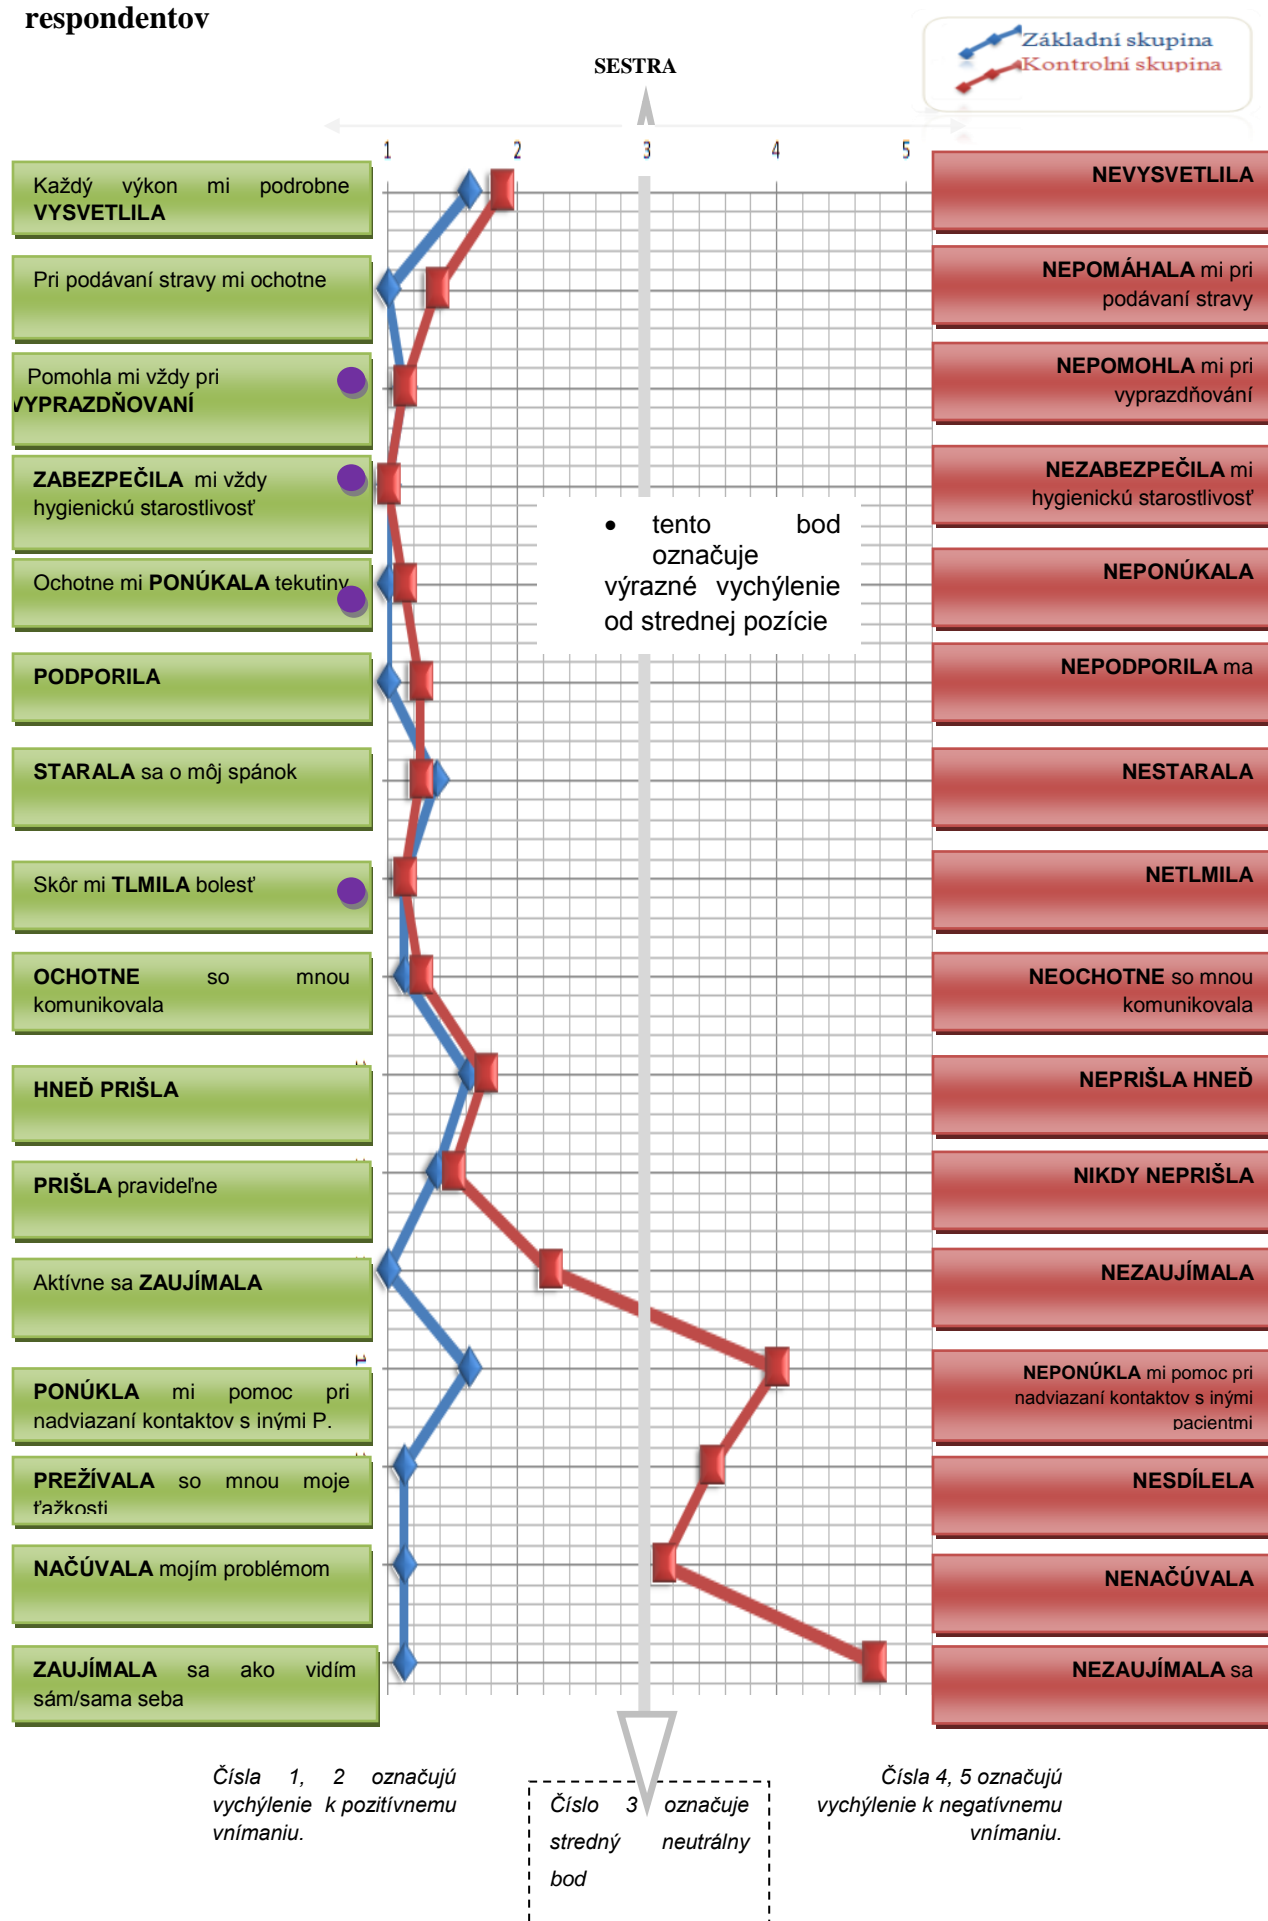 respondentov
SESTRA
Základní skupina
Kontrolní skupina
1 2 3 4 5
Každý výkon mi podrobne
VYSVETLILA
NEVYSVETLILA
Pri podávaní stravy mi ochotne
NEPOMÁHALA mi pri
podávaní stravy
Pomohla mi vždy pri
VYPRAZDŇOVANÍ
NEPOMOHLA mi pri
vyprazdňování
ZABEZPEČILA mi vždy
hygienickú starostlivosť
NEZABEZPEČILA mi
hygienickú starostlivosť
• tento bod
označuje
výrazné vychýlenie
od strednej pozície
Ochotne mi PONÚKALA tekutiny
NEPONÚKALA
PODPORILA
NEPODPORILA ma
STARALA sa o môj spánok
NESTARALA
Skôr mi TLMILA bolesť
NETLMILA
OCHOTNE so mnou
komunikovala
NEOCHOTNE so mnou
komunikovala
HNEĎ PRIŠLA
NEPRIŠLA HNEĎ
PRIŠLA pravideľne
NIKDY NEPRIŠLA
Aktívne sa ZAUJÍMALA
NEZAUJÍMALA
PONÚKLA mi pomoc pri
nadviazaní kontaktov s inými P.
NEPONÚKLA mi pomoc pri
nadviazaní kontaktov s inými
pacientmi
PREŽÍVALA so mnou moje
ťažkosti
NESDÍLELA
NAČÚVALA mojím problémom
NENAČÚVALA
ZAUJÍMALA sa ako vidím
sám/sama seba
NEZAUJÍMALA sa
Čísla 1, 2 označujú
vychýlenie k pozitívnemu
vnímaniu.
Číslo 3 označuje
stredný neutrálny
bod
Čísla 4, 5 označujú
vychýlenie k negatívnemu
vnímaniu.